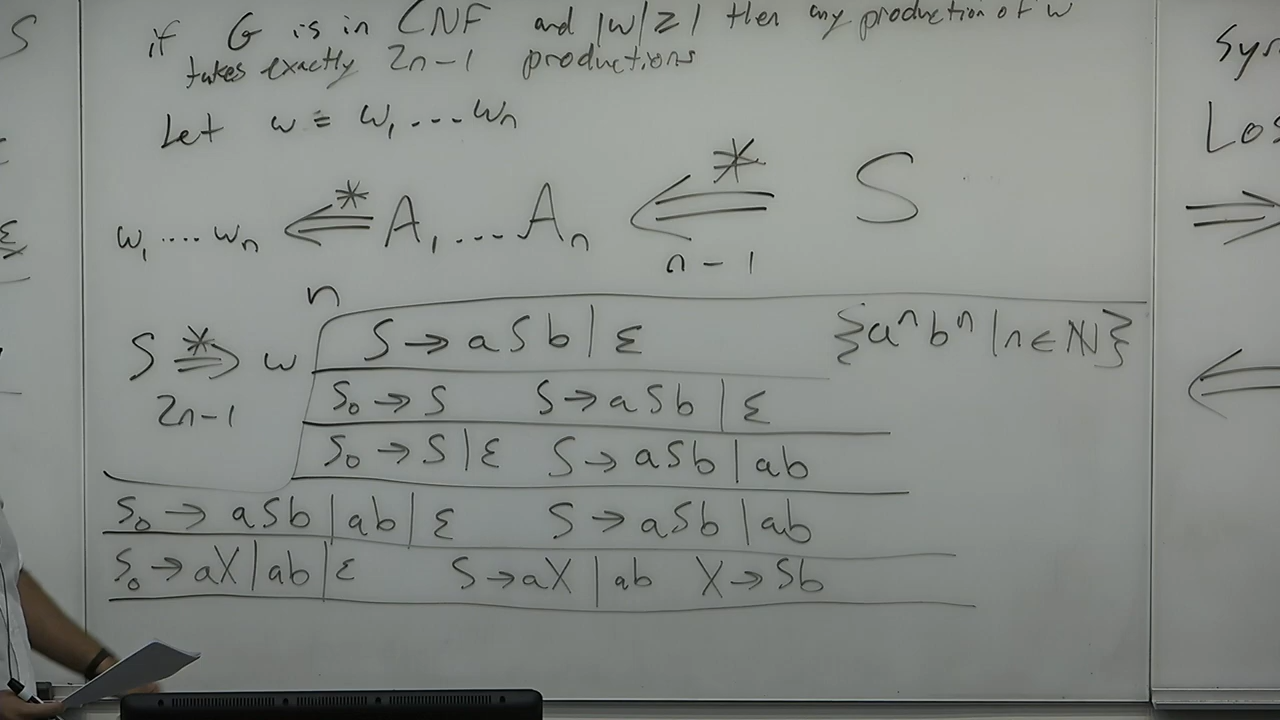 S
if G is in CNF and |w| ≥ 1 then any production of w
takes exactly 2n-1 productions
Let w = w₁ .... wₙ
w₁ .... wₙ ⇐* A₁ .... Aₙ ⇐* S
n
n-1
S ⇒* w
2n-1
S → aSb | ε {aⁿbⁿ | n ∈ ℕ}
S₀ → S S → aSb | ε
S₀ → S | ε S → aSb | ab
S₀ → aSb | ab | ε S → aSb | ab
S₀ → aX | ab | ε S → aX | ab X → Sb
⇒
⇐